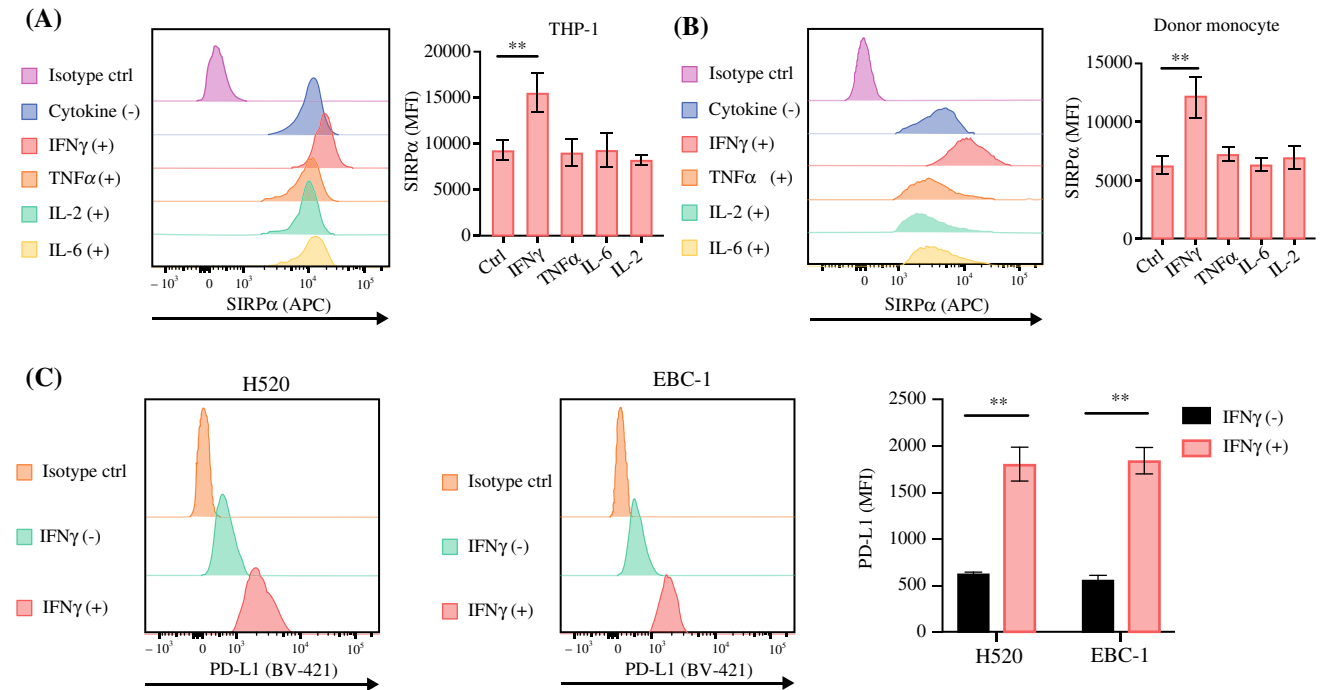 (A)
Isotype ctrl
Cytokine (-)
IFNγ (+)
TNFα (+)
IL-2 (+)
IL-6 (+)
– 10³ 0 10³ 10⁴ 10⁵
SIRPα (APC)
THP-1
**
20000
15000
10000
5000
0
SIRPα (MFI)
Ctrl IFNγ TNFα IL-6 IL-2
(B)
Isotype ctrl
Cytokine (-)
IFNγ (+)
TNFα (+)
IL-2 (+)
IL-6 (+)
0 10³ 10⁴ 10⁵
SIRPα (APC)
Donor monocyte
**
15000
10000
5000
0
SIRPα (MFI)
Ctrl IFNγ TNFα IL-6 IL-2
(C)
H520
Isotype ctrl
IFNγ (-)
IFNγ (+)
– 10³ 0 10³ 10⁴ 10⁵
PD-L1 (BV-421)
EBC-1
Isotype ctrl
IFNγ (-)
IFNγ (+)
– 10³ 0 10³ 10⁴ 10⁵
PD-L1 (BV-421)
2500
2000
1500
1000
500
0
PD-L1 (MFI)
** **
H520 EBC-1
IFNγ (-)
IFNγ (+)